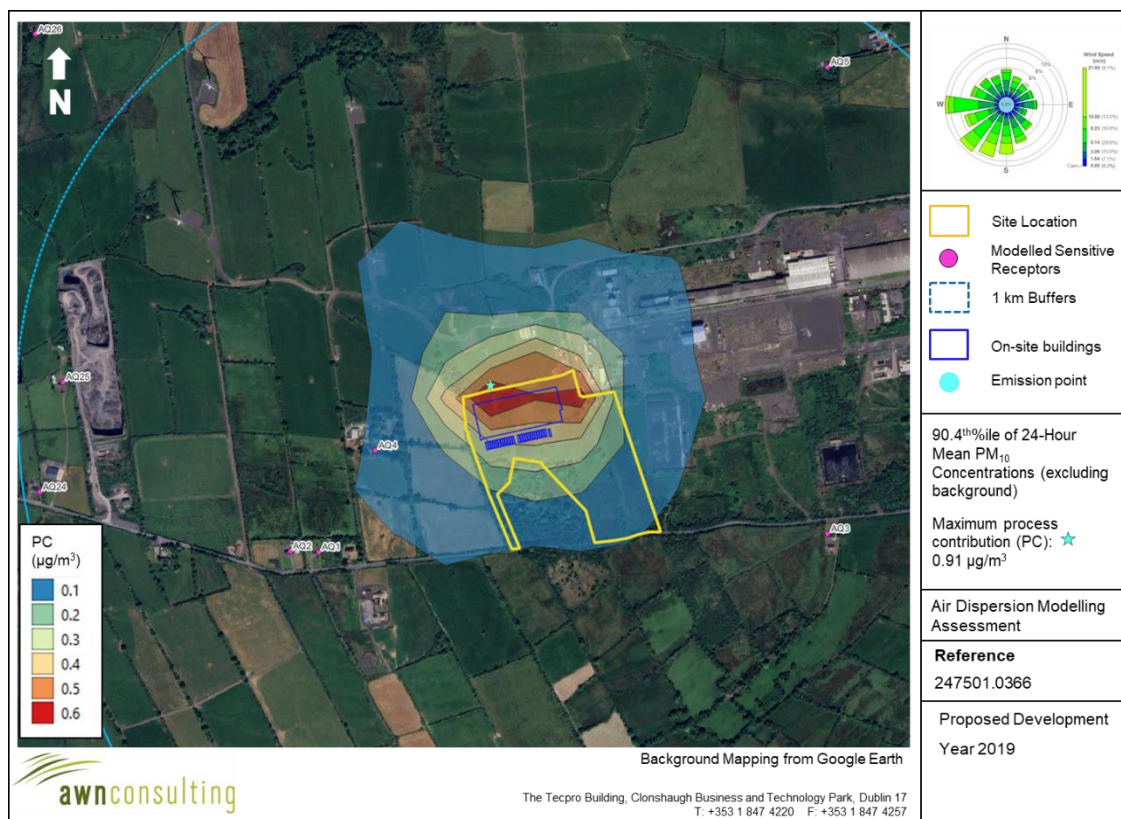 AQ26
N
AQ5
AQ25
AQ4
AQ24
AQ2
AQ1
AQ3
PC
(µg/m³)
0.1
0.2
0.3
0.4
0.5
0.6
N
W
E
S
Wind Speed
Site Location
Modelled Sensitive
Receptors
1 km Buffers
On-site buildings
Emission point
90.4th%ile of 24-Hour
Mean PM₁₀
Concentrations (excluding
background)
Maximum process
contribution (PC):
0.91 µg/m³
Air Dispersion Modelling
Assessment
Reference
247501.0366
Proposed Development
Year 2019
Background Mapping from Google Earth
awnconsulting
The Tecpro Building, Clonshaugh Business and Technology Park, Dublin 17
T: +353 1 847 4220 F: +353 1 847 4257